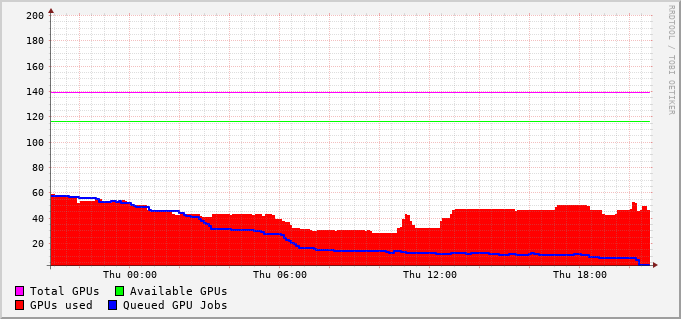 200
180
160
140
120
100
80
60
40
20
Thu 00:00 Thu 06:00 Thu 12:00 Thu 18:00
Total GPUs Available GPUs
GPUs used Queued GPU Jobs
RRDTOOL / TOBI OETIKER